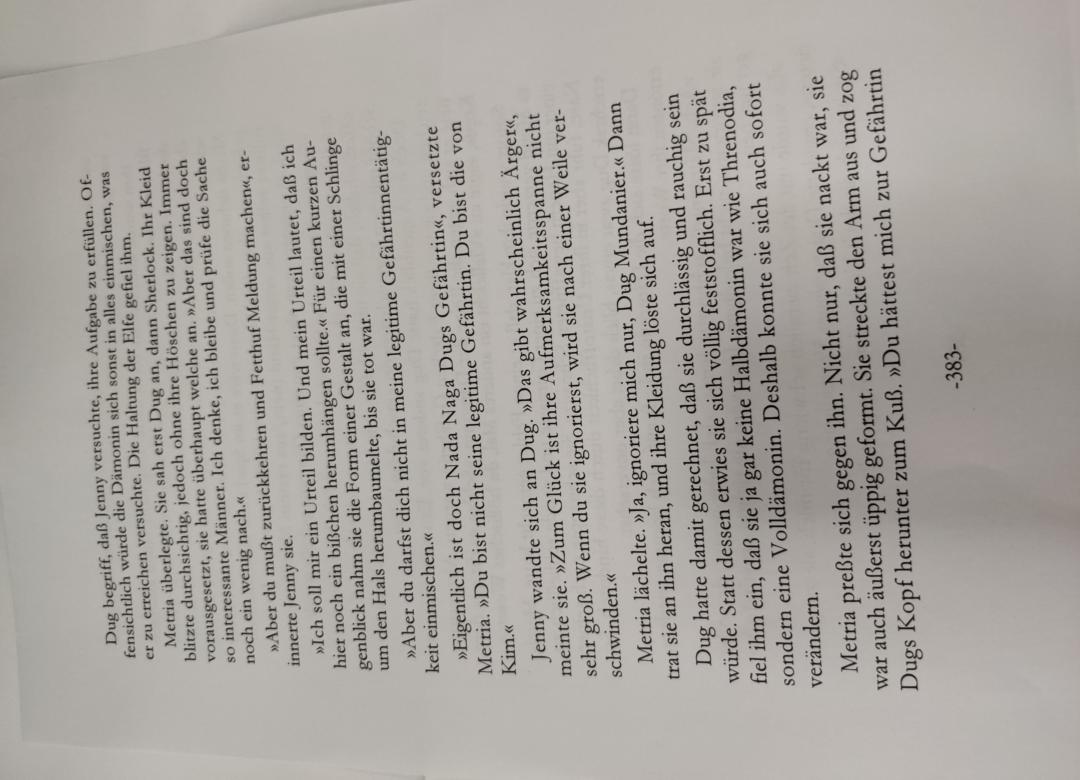 Dug begriff, daß Jenny versuchte, ihre Aufgabe zu erfüllen. Of-
fensichtlich würde die Dämonin sich sonst in alles einmischen, was
er zu erreichen versuchte. Die Haltung der Elfe gefiel ihm.
Metria überlegte. Sie sah erst Dug an, dann Sherlock. Ihr Kleid
blitzte durchsichtig, jedoch ohne ihre Höschen zu zeigen. Immer
vorausgesetzt, sie hatte überhaupt welche an. »Aber das sind doch
so interessante Männer. Ich denke, ich bleibe und prüfe die Sache
noch ein wenig nach.«
»Aber du mußt zurückkehren und Fetthuf Meldung machen«, er-
innerte Jenny sie.
»Ich soll mir ein Urteil bilden. Und mein Urteil lautet, daß ich
hier noch ein bißchen herumhängen sollte.« Für einen kurzen Au-
genblick nahm sie die Form einer Gestalt an, die mit einer Schlinge
um den Hals herumbaumelte, bis sie tot war.
»Aber du darfst dich nicht in meine legitime Gefährtinnentätig-
keit einmischen.«
»Eigentlich ist doch Nada Naga Dugs Gefährtin«, versetzte
Metria. »Du bist nicht seine legitime Gefährtin. Du bist die von
Kim.«
Jenny wandte sich an Dug. »Das gibt wahrscheinlich Ärger«,
meinte sie. »Zum Glück ist ihre Aufmerksamkeitsspanne nicht
sehr groß. Wenn du sie ignorierst, wird sie nach einer Weile ver-
schwinden.«
Metria lächelte. »Ja, ignoriere mich nur, Dug Mundanier.« Dann
trat sie an ihn heran, und ihre Kleidung löste sich auf.
Dug hatte damit gerechnet, daß sie durchlässig und rauchig sein
würde. Statt dessen erwies sie sich völlig feststofflich. Erst zu spät
fiel ihm ein, daß sie ja gar keine Halbdämonin war wie Threnodia,
sondern eine Volldämonin. Deshalb konnte sie sich auch sofort
verändern.
Metria preßte sich gegen ihn. Nicht nur, daß sie nackt war, sie
war auch äußerst üppig geformt. Sie streckte den Arm aus und zog
Dugs Kopf herunter zum Kuß. »Du hättest mich zur Gefährtin
-383-